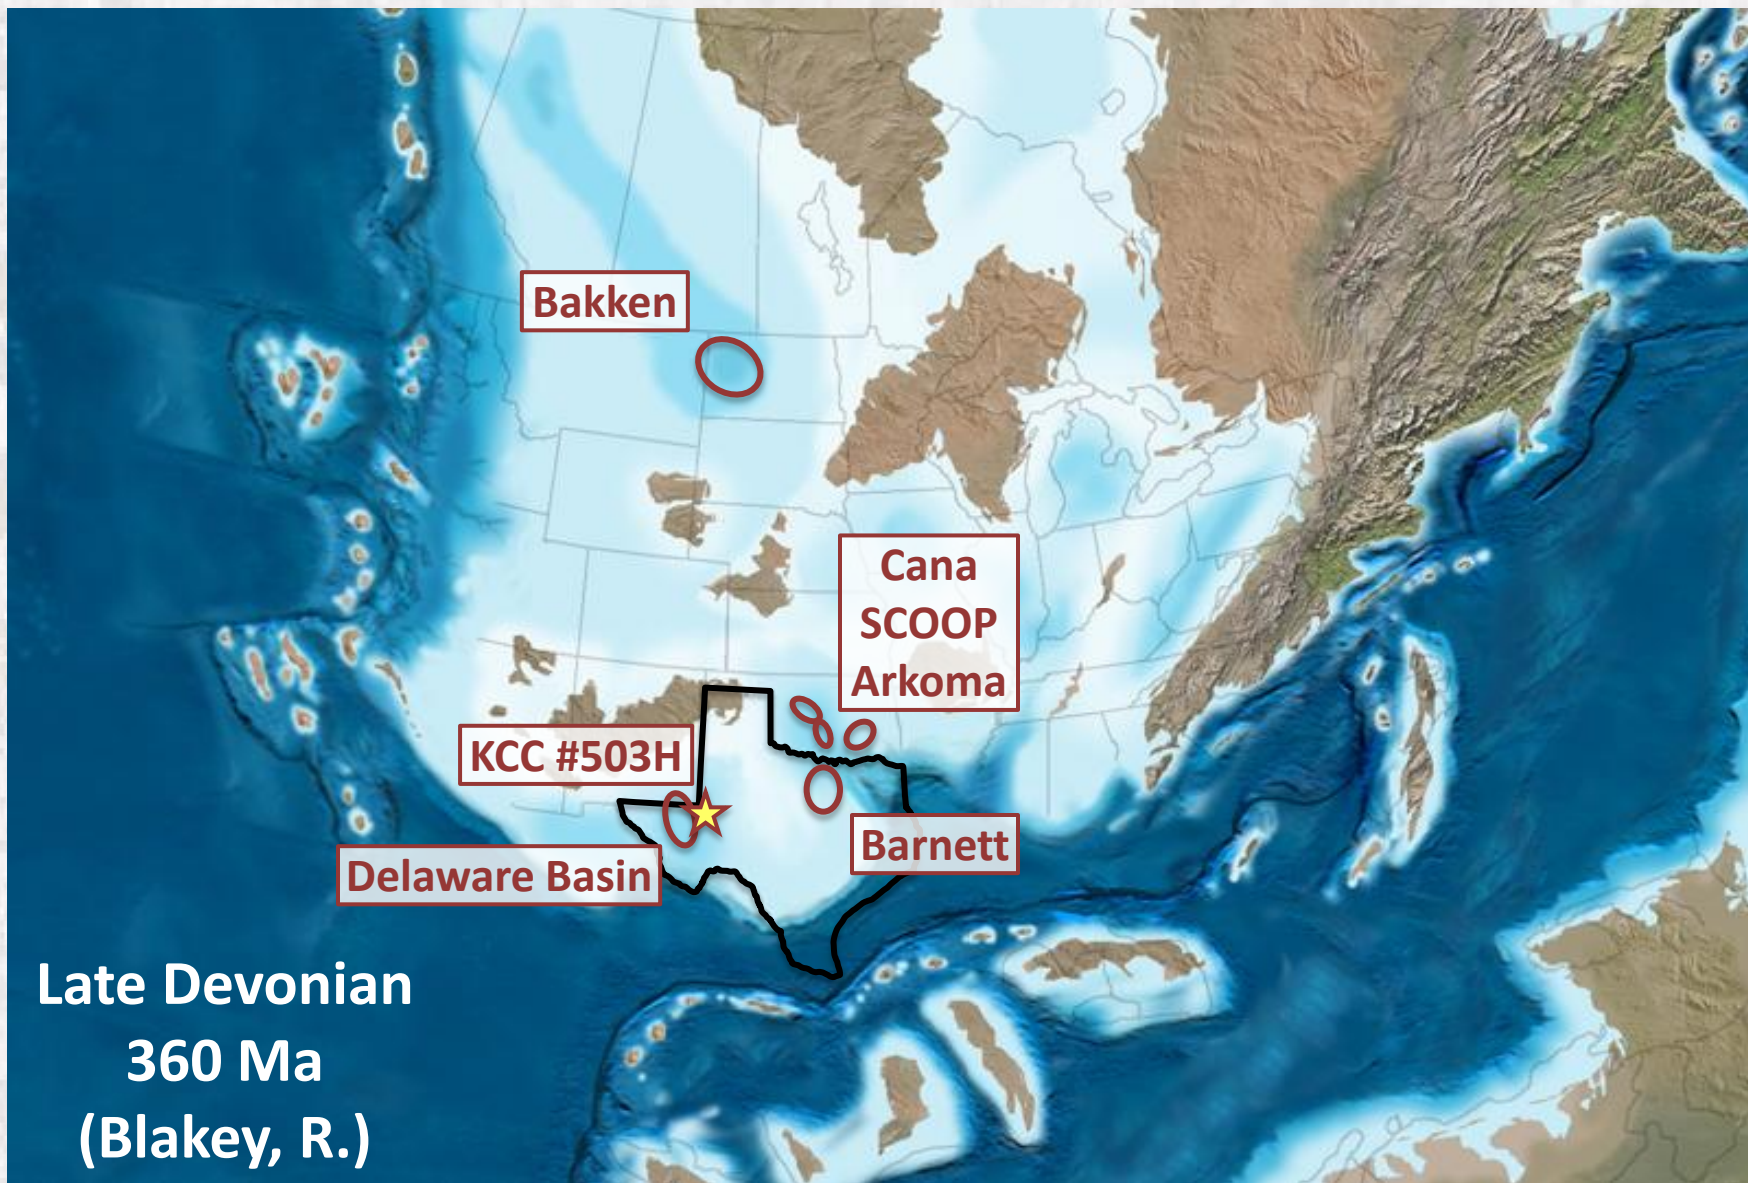 Bakken
Cana
SCOOP
Arkoma
KCC #503H
Barnett
Delaware Basin
Late Devonian
360 Ma
(Blakey, R.)